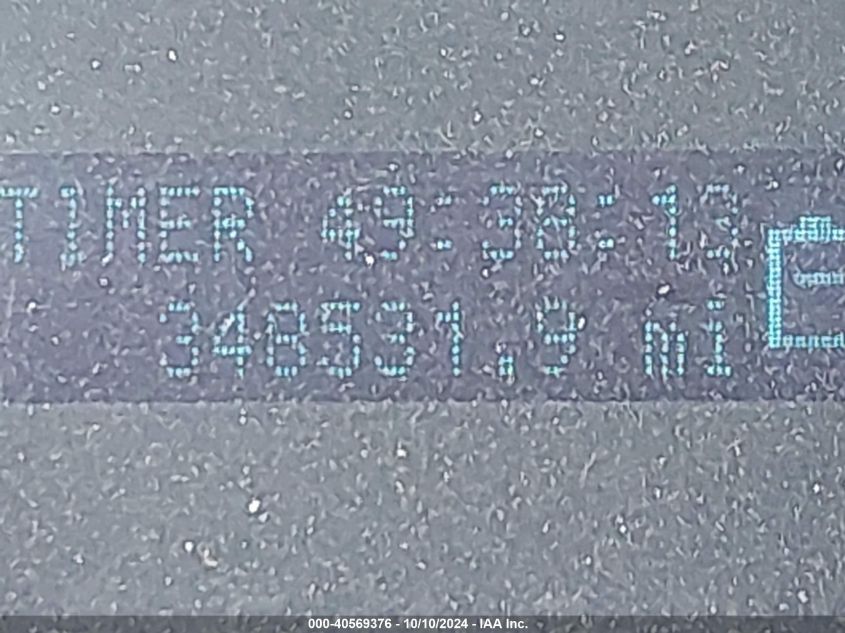 TIMER 49:38:13
348531.9 mi
000-40569376 - 10/10/2024 - IAA Inc.